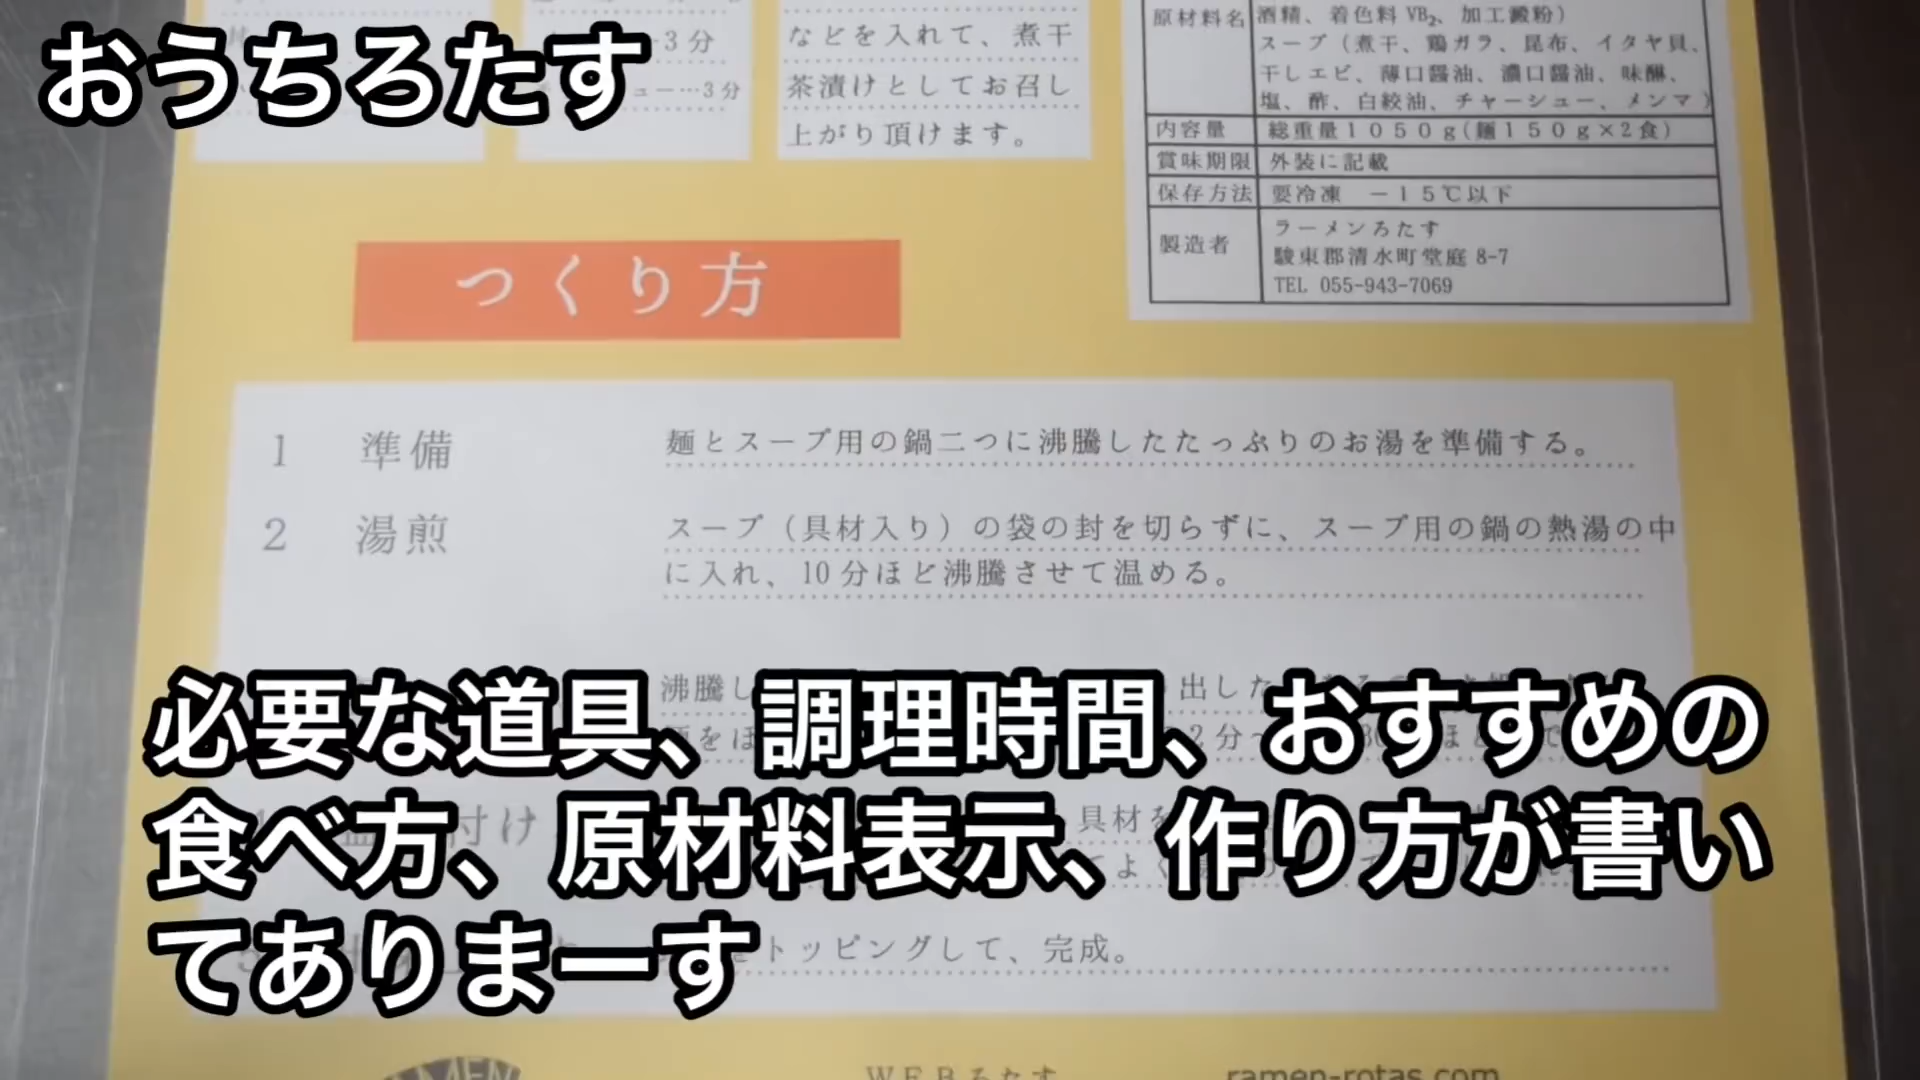 おうちろたす
3分
…3分
などを入れて、煮干
茶漬けとしてお召し
上がり頂けます。
原材料名
酒精、着色料VB₂、加工澱粉）
スープ（煮干、鶏ガラ、昆布、イタヤ貝、
干しエビ、薄口醤油、濃口醤油、味醂、
塩、酢、白絞油、チャーシュー、メンマ）
内容量 総重量１０５０ｇ(麺１５０ｇ×２食)
賞味期限 外装に記載
保存方法 要冷凍 －１５℃以下
製造者
ラーメンろたす
駿東郡清水町堂庭 8-7
TEL 055-943-7069
つくり方
1 準備 麺とスープ用の鍋二つに沸騰したたっぷりのお湯を準備する。
2 湯煎 スープ（具材入り）の袋の封を切らずに、スープ用の鍋の熱湯の中
に入れ、10分ほど沸騰させて温める。
必要な道具、調理時間、おすすめの
食べ方、原材料表示、作り方が書い
てありまーす
トッピングして、完成。
WEBろたす
ramen-rotas.com